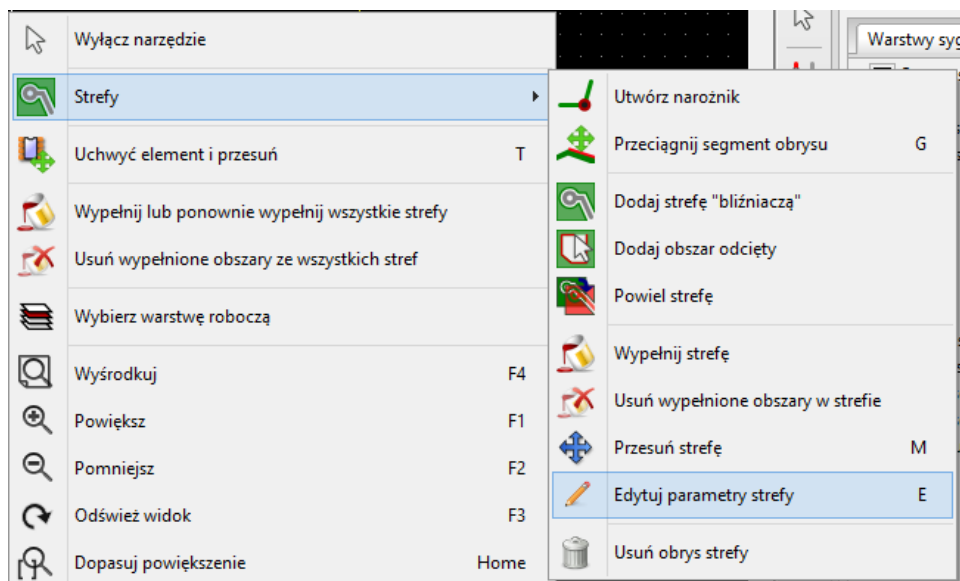 Wyłącz narzędzie
Strefy
Uchwyć element i przesuń T
Wypełnij lub ponownie wypełnij wszystkie strefy
Usuń wypełnione obszary ze wszystkich stref
Wybierz warstwę roboczą
Wyśrodkuj F4
Powiększ F1
Pomniejsz F2
Odśwież widok F3
Dopasuj powiększenie Home
Warstwy syg
Utwórz narożnik
Przeciągnij segment obrysu G
Dodaj strefę "bliźniaczą"
Dodaj obszar odcięty
Powiel strefę
Wypełnij strefę
Usuń wypełnione obszary w strefie
Przesuń strefę M
Edytuj parametry strefy E
Usuń obrys strefy